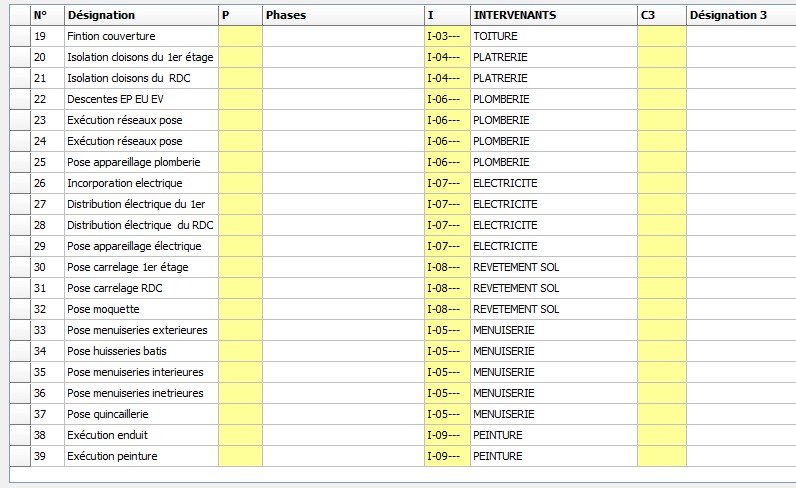 N° Désignation P Phases I INTERVENANTS C3 Désignation 3
19 Fintion couverture I-03--- TOITURE
20 Isolation cloisons du 1er étage I-04--- PLATRERIE
21 Isolation cloisons du  RDC I-04--- PLATRERIE
22 Descentes EP EU EV I-06--- PLOMBERIE
23 Exécution réseaux pose I-06--- PLOMBERIE
24 Exécution réseaux pose I-06--- PLOMBERIE
25 Pose appareillage plomberie I-06--- PLOMBERIE
26 Incorporation electrique I-07--- ELECTRICITE
27 Distribution électrique du 1er I-07--- ELECTRICITE
28 Distribution électrique  du RDC I-07--- ELECTRICITE
29 Pose appareillage électrique I-07--- ELECTRICITE
30 Pose carrelage 1er étage I-08--- REVETEMENT SOL
31 Pose carrelage RDC I-08--- REVETEMENT SOL
32 Pose moquette I-08--- REVETEMENT SOL
33 Pose menuiseries exterieures I-05--- MENUISERIE
34 Pose huisseries batis I-05--- MENUISERIE
35 Pose menuiseries interieures I-05--- MENUISERIE
36 Pose menuiseries inetrieures I-05--- MENUISERIE
37 Pose quincaillerie I-05--- MENUISERIE
38 Exécution enduit I-09--- PEINTURE
39 Exécution peinture I-09--- PEINTURE